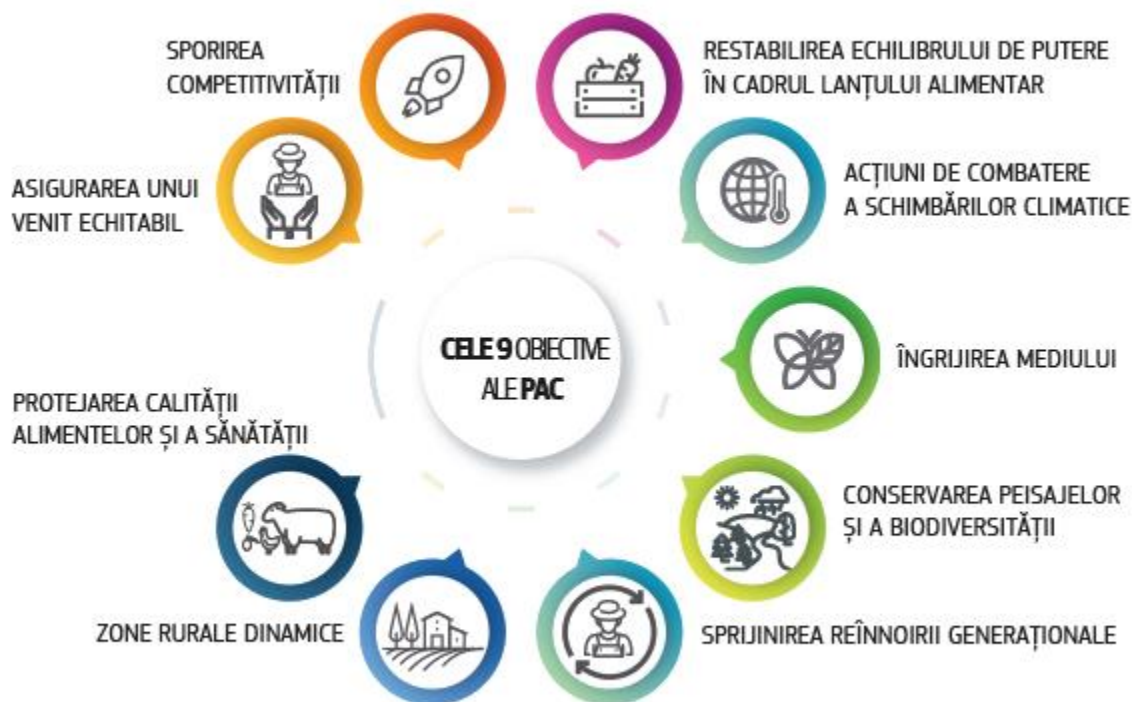 SPORIREA
COMPETITIVITĂȚII
RESTABILIREA ECHILIBRULUI DE PUTERE
ÎN CADRUL LANȚULUI ALIMENTAR
ASIGURAREA UNUI
VENIT ECHITABIL
ACȚIUNI DE COMBATERE
A SCHIMBĂRILOR CLIMATICE
CELE 9 OBIECTIVE
ALE PAC
ÎNGRIJIREA MEDIULUI
PROTEJAREA CALITĂȚII
ALIMENTELOR ȘI A SĂNĂTĂȚII
CONSERVAREA PEISAJELOR
ȘI A BIODIVERSITĂȚII
ZONE RURALE DINAMICE
SPRIJINIREA REÎNNOIRII GENERAȚIONALE